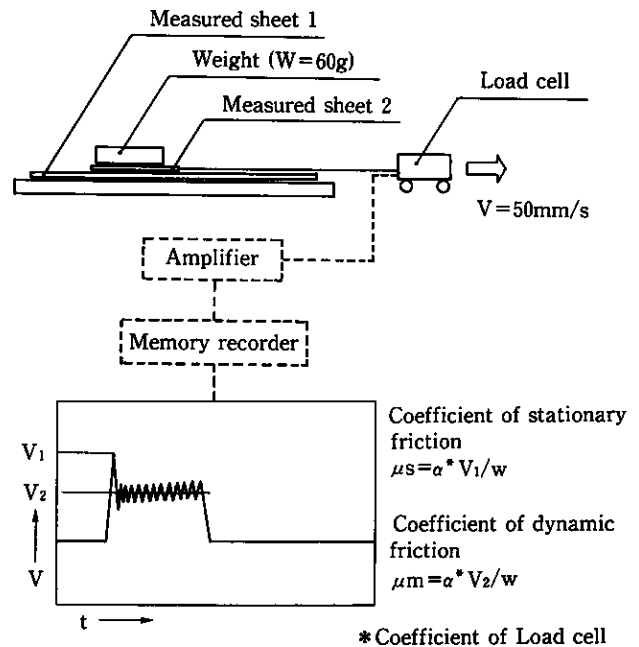 Measured sheet 1
Weight (W=60g)
Measured sheet 2
Load cell
V=50mm/s
Amplifier
Memory recorder
Coefficient of stationary
friction
μs=α* V1/w
V1
V2
Coefficient of dynamic
friction
μm=α* V2/w
V
t
*Coefficient of Load cell